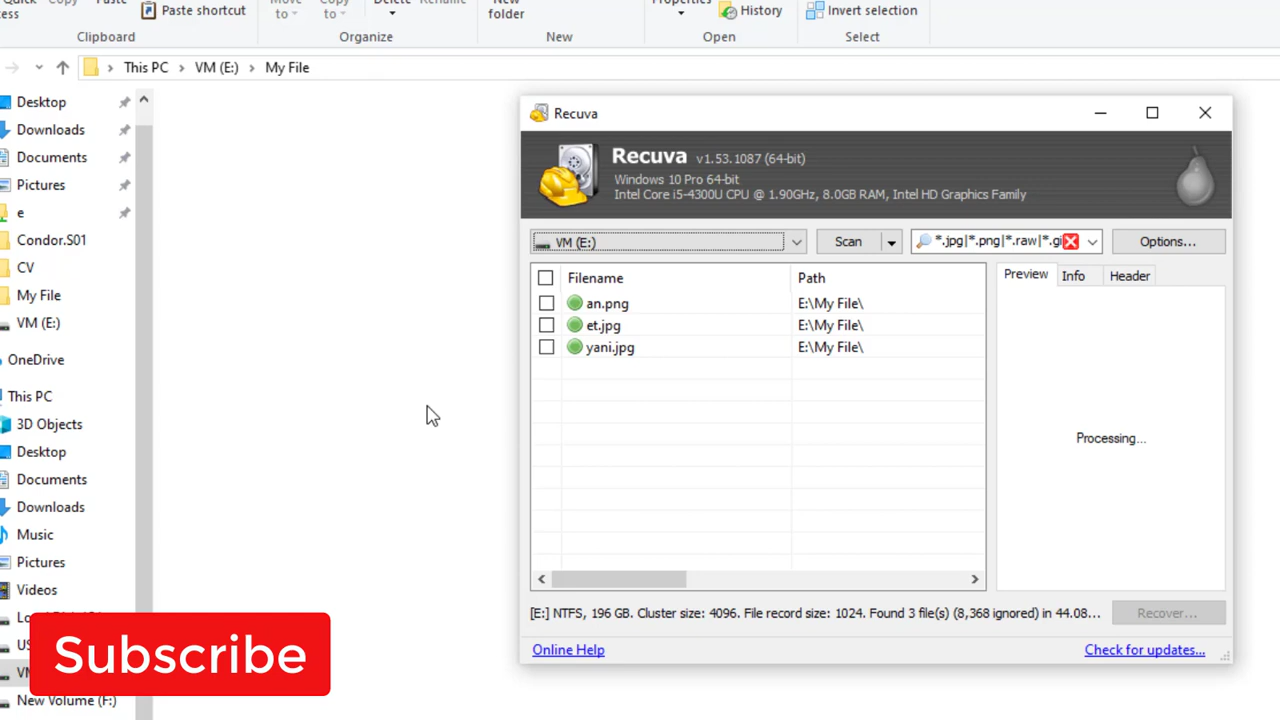 Paste shortcut
to
to
folder
History
Invert selection
Clipboard
Organize
New
Open
Select
This PC
VM (E:)
My File
Desktop
Downloads
Documents
Pictures
e
Condor.S01
CV
My File
VM (E:)
OneDrive
This PC
3D Objects
Desktop
Documents
Downloads
Music
Pictures
Videos
New Volume (F:)
Subscribe
Recuva
Recuva v1.53.1087 (64-bit)
Windows 10 Pro 64-bit
Intel Core i5-4300U CPU @ 1.90GHz, 8.0GB RAM, Intel HD Graphics Family
VM (E:)
Scan
*.jpg|*.png|*.raw|*.gi
Options...
Filename
Path
an.png
E:\My File\
et.jpg
E:\My File\
yani.jpg
E:\My File\
Preview
Info
Header
Processing...
[E:] NTFS, 196 GB. Cluster size: 4096. File record size: 1024. Found 3 file(s) (8,368 ignored) in 44.08...
Recover...
Online Help
Check for updates...